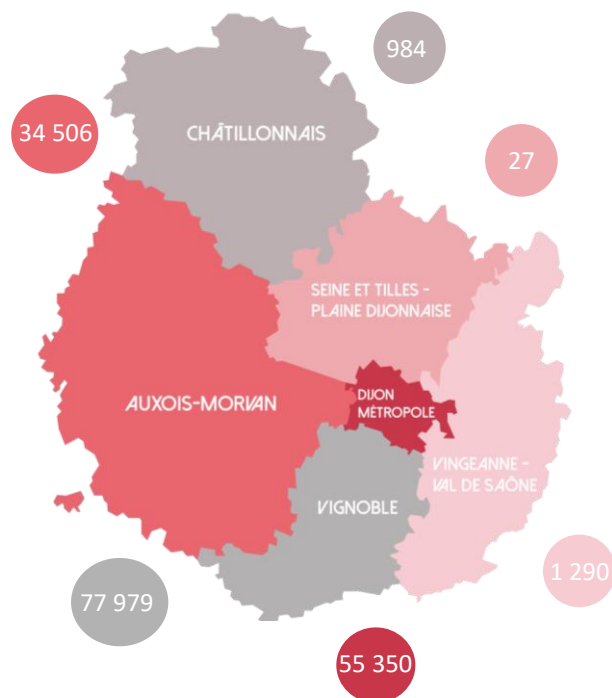 984
34 506
CHÂTILLONNAIS
27
SEINE ET TILLES -
PLAINE DIJONNAISE
AUXOIS-MORVAN
DIJON
MÉTROPOLE
VINGEANNE -
VAL DE SAÔNE
VIGNOBLE
1 290
77 979
55 350